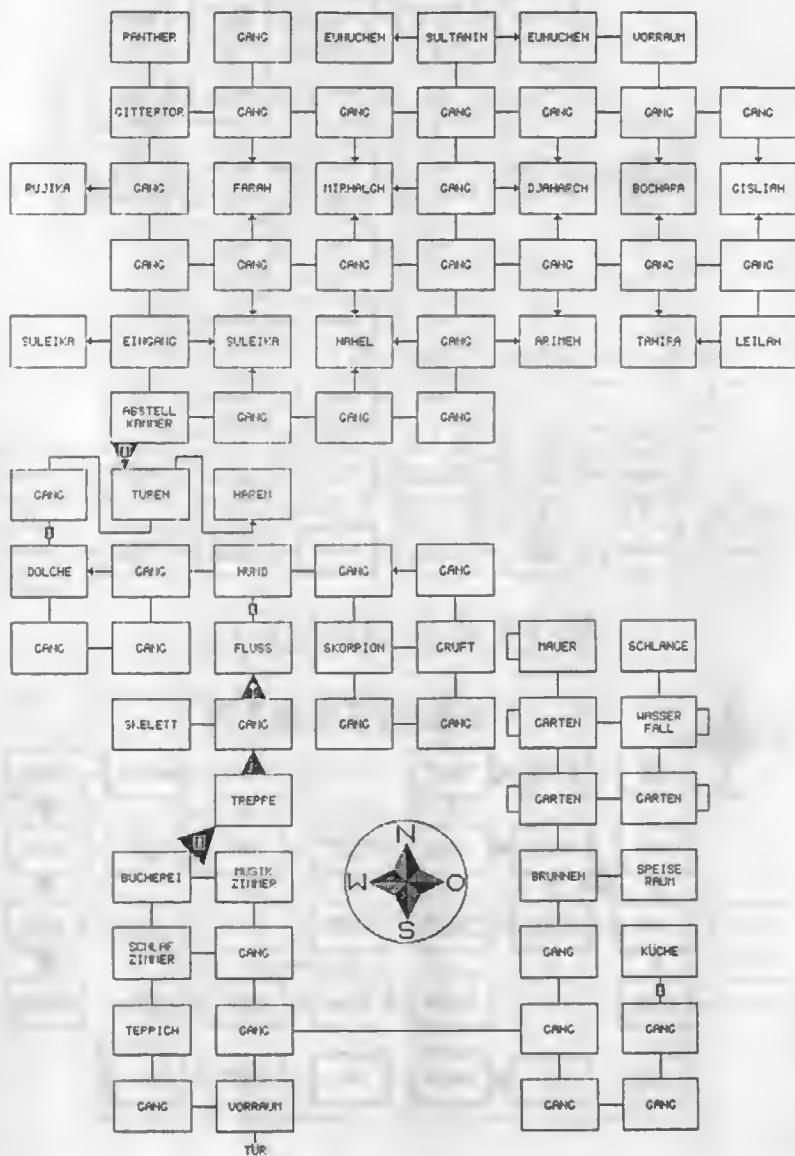 PANTHER GANG EUNUCHEN SULTANIN EUNUCHEN VORRAUM
GITTERTOR GANG GANG GANG GANG GANG GANG
RUJIKA GANG FARAH GANG BOCHARA GISLIAH
GANG GANG GANG GANG GANG GANG GANG
SULEIKA EINGANG SULEIKA NAHEL GANG TAHIRA LEILAH
ABSTELL
KAMMER GANG GANG GANG
GANG TUREN HAREM
DOLCHE GANG HUND GANG GANG
GANG GANG FLUSS SKORPION GRUFT MAUER SCHLANGE
SKELETT GANG GANG GANG GARTEN WASSER
FALL
TREPPE GARTEN GARTEN
N
W O
S
BUCHEREI MUSIK
ZIMMER BRUNNEN SPEISE
RAUM
SCHLAF
ZIMMER GANG GANG KÜCHE
TEPPICH GANG GANG GANG
GANG VORRAUM GANG GANG
TÜR